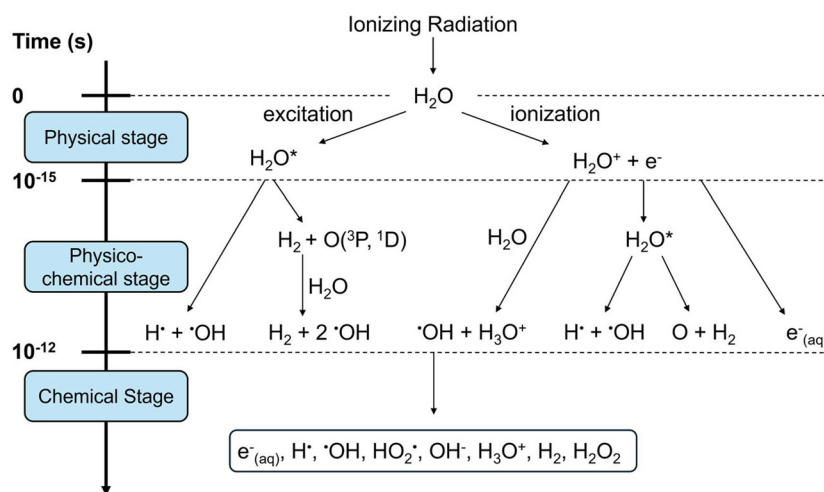 Ionizing Radiation
Time (s)
0
H₂O
excitation
ionization
Physical stage
H₂O*
H₂O⁺ + e⁻
10⁻¹⁵
H₂ + O(³P, ¹D)
H₂O
H₂O*
Physico-
chemical stage
H₂O
H• + •OH
H₂ + 2 •OH
•OH + H₃O⁺
H• + •OH
O + H₂
e⁻(aq)
10⁻¹²
Chemical Stage
e⁻(aq), H•, •OH, HO₂•, OH⁻, H₃O⁺, H₂, H₂O₂